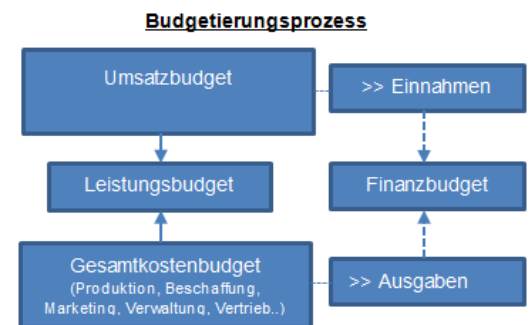 Budgetierungsprozess
Umsatzbudget
>> Einnahmen
Leistungsbudget
Finanzbudget
Gesamtkostenbudget
(Produktion, Beschaffung,
Marketing, Verwaltung, Vertrieb..)
>> Ausgaben